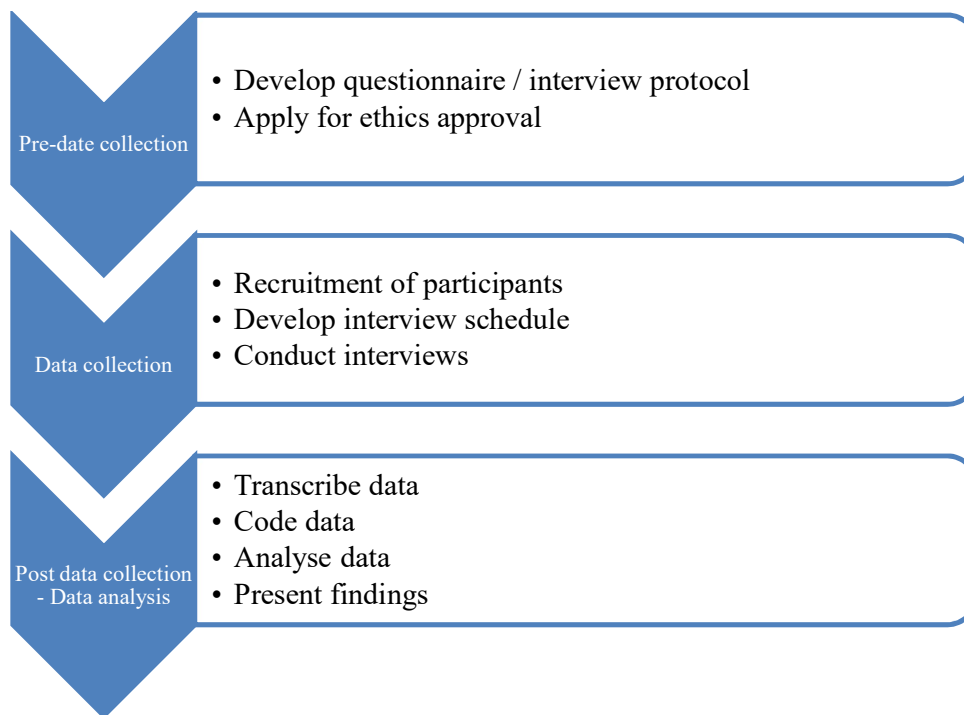 Pre-date collection
• Develop questionnaire / interview protocol
• Apply for ethics approval
Data collection
• Recruitment of participants
• Develop interview schedule
• Conduct interviews
Post data collection
- Data analysis
• Transcribe data
• Code data
• Analyse data
• Present findings